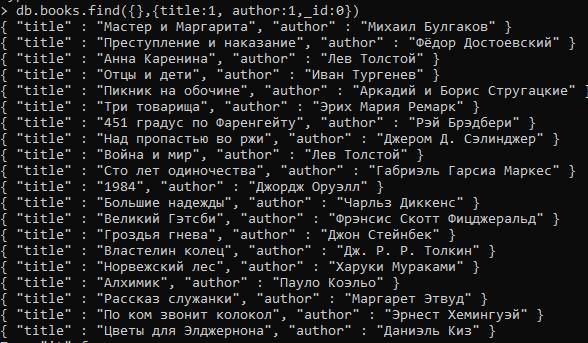 > db.books.find({},{title:1, author:1,_id:0})
{ "title" : "Мастер и Маргарита", "author" : "Михаил Булгаков" }
{ "title" : "Преступление и наказание", "author" : "Фёдор Достоевский" }
{ "title" : "Анна Каренина", "author" : "Лев Толстой" }
{ "title" : "Отцы и дети", "author" : "Иван Тургенев" }
{ "title" : "Пикник на обочине", "author" : "Аркадий и Борис Стругацкие" }
{ "title" : "Три товарища", "author" : "Эрих Мария Ремарк" }
{ "title" : "451 градус по Фаренгейту", "author" : "Рэй Брэдбери" }
{ "title" : "Над пропастью во ржи", "author" : "Джером Д. Сэлинджер" }
{ "title" : "Война и мир", "author" : "Лев Толстой" }
{ "title" : "Сто лет одиночества", "author" : "Габриэль Гарсиа Маркес" }
{ "title" : "1984", "author" : "Джордж Оруэлл" }
{ "title" : "Большие надежды", "author" : "Чарльз Диккенс" }
{ "title" : "Великий Гэтсби", "author" : "Фрэнсис Скотт Фицджеральд" }
{ "title" : "Гроздья гнева", "author" : "Джон Стейнбек" }
{ "title" : "Властелин колец", "author" : "Дж. Р. Р. Толкин" }
{ "title" : "Норвежский лес", "author" : "Харуки Мураками" }
{ "title" : "Алхимик", "author" : "Пауло Коэльо" }
{ "title" : "Рассказ служанки", "author" : "Маргарет Этвуд" }
{ "title" : "По ком звонит колокол", "author" : "Эрнест Хемингуэй" }
{ "title" : "Цветы для Элджернона", "author" : "Даниэль Киз" }